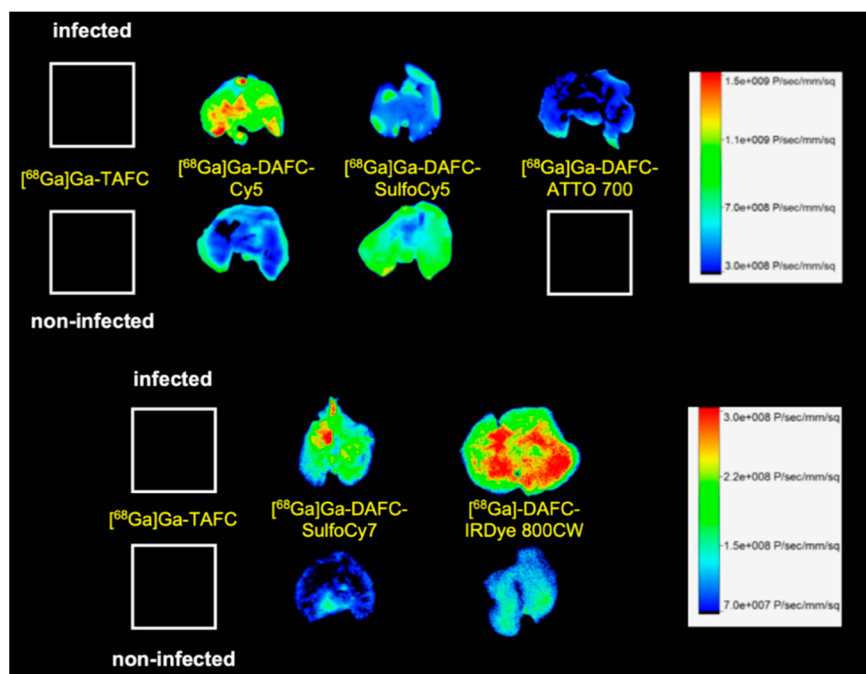 infected
[⁶⁸Ga]Ga-TAFC
[⁶⁸Ga]Ga-DAFC-
Cy5
[⁶⁸Ga]Ga-DAFC-
SulfoCy5
[⁶⁸Ga]Ga-DAFC-
ATTO 700
non-infected
1.5e+009 P/sec/mm/sq
1.1e+009 P/sec/mm/sq
7.0e+008 P/sec/mm/sq
3.0e+008 P/sec/mm/sq
infected
[⁶⁸Ga]Ga-TAFC
[⁶⁸Ga]Ga-DAFC-
SulfoCy7
[⁶⁸Ga]-DAFC-
IRDye 800CW
non-infected
3.0e+008 P/sec/mm/sq
2.2e+008 P/sec/mm/sq
1.5e+008 P/sec/mm/sq
7.0e+007 P/sec/mm/sq